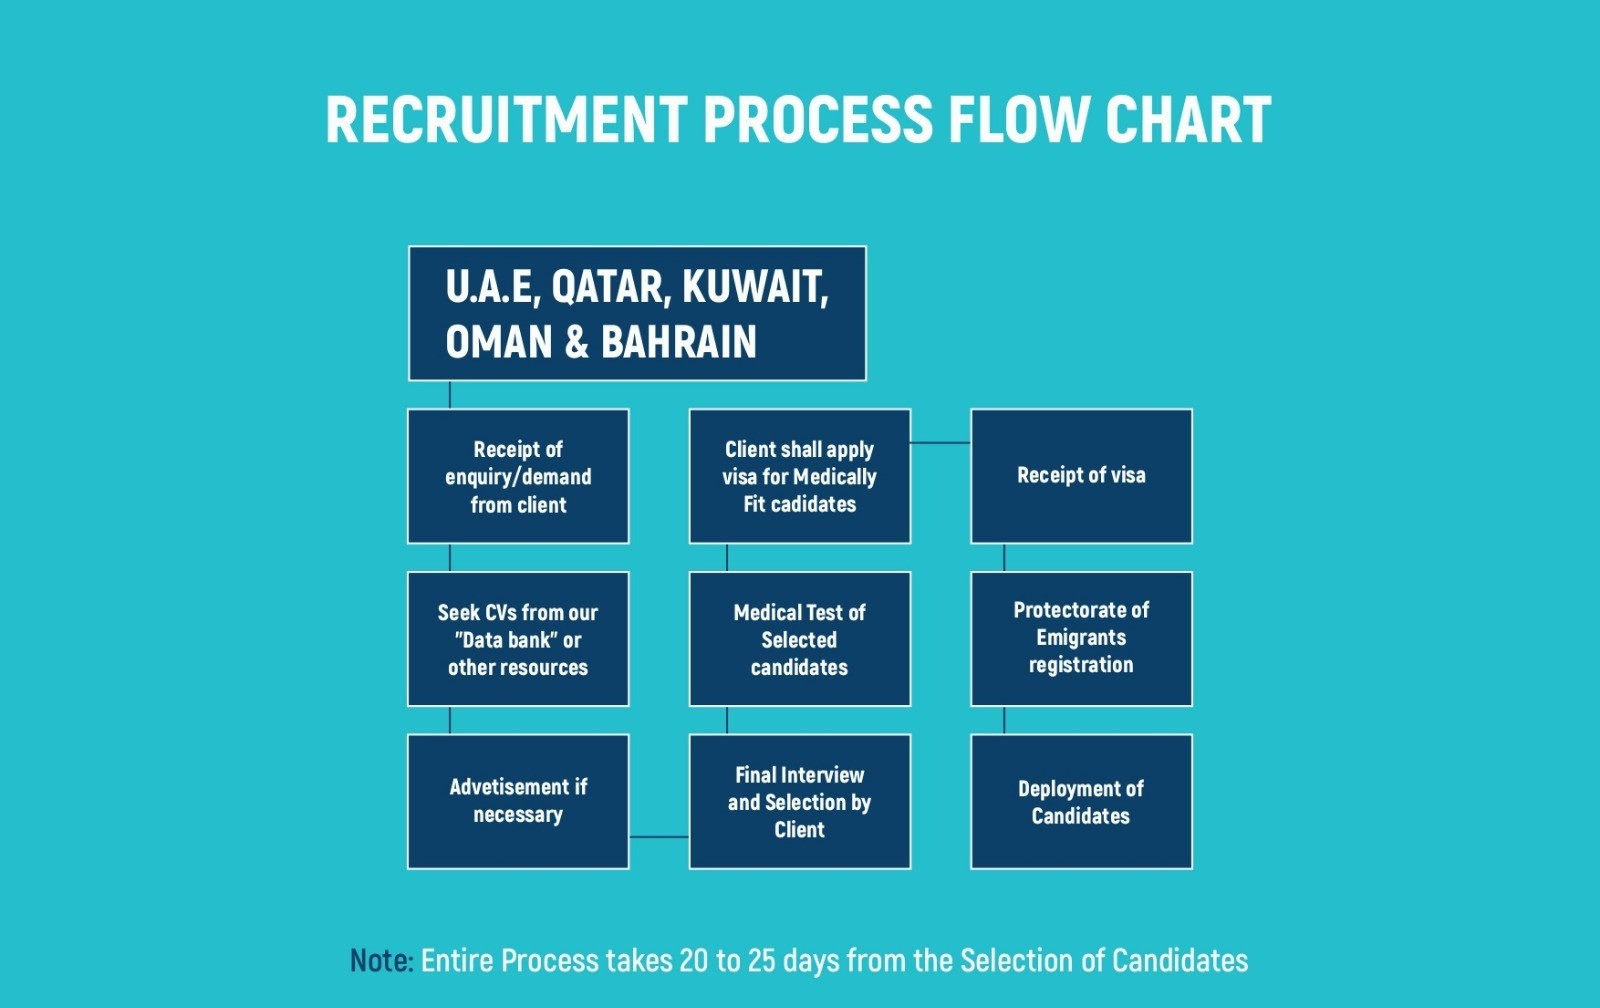 RECRUITMENT PROCESS FLOW CHART
U.A.E, QATAR, KUWAIT,
OMAN & BAHRAIN
Receipt of
enquiry/demand
from client
Seek CVs from our
"Data bank" or
other resources
Advetisement if
necessary
Final Interview
and Selection by
Client
Medical Test of
Selected
candidates
Client shall apply
visa for Medically
Fit cadidates
Receipt of visa
Protectorate of
Emigrants
registration
Deployment of
Candidates
Note: Entire Process takes 20 to 25 days from the Selection of Candidates